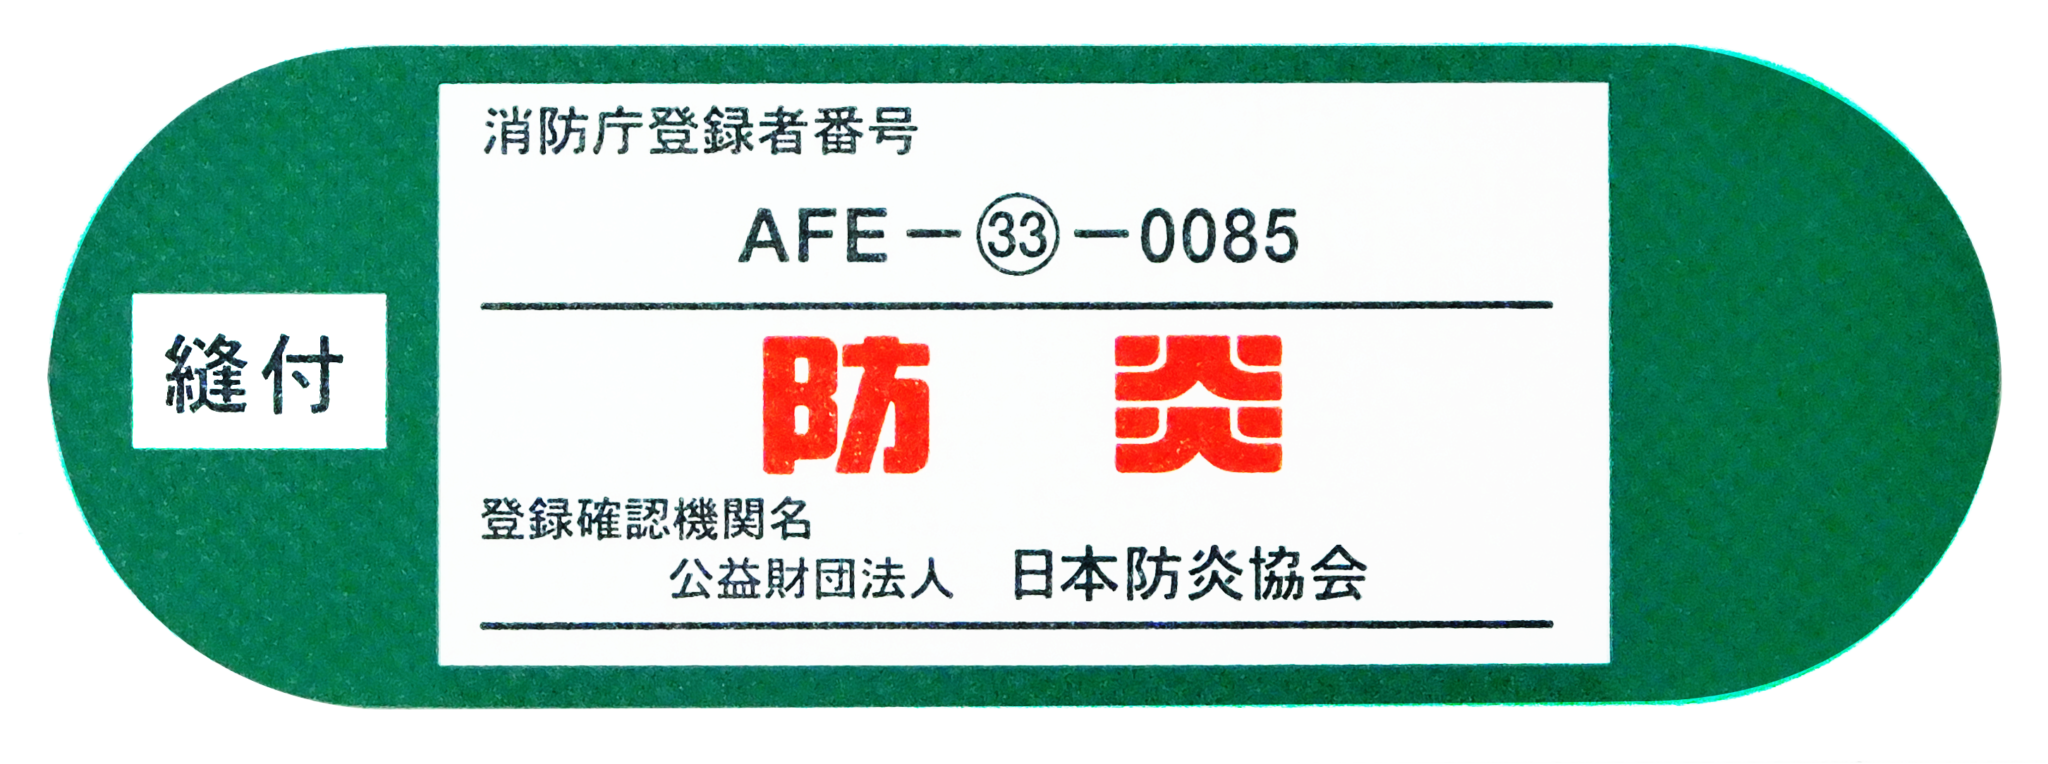 消防庁登録者番号
AFE-㉝-0085
縫付
防 炎
登録確認機関名
公益財団法人 日本防炎協会